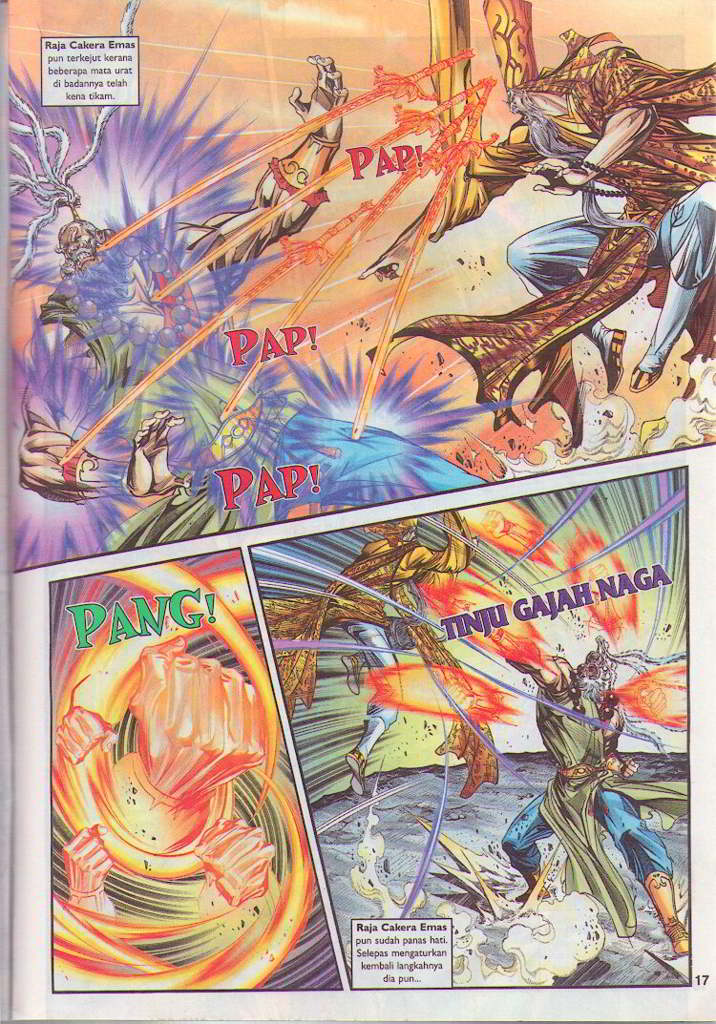 Raja Cakera Emas
pun terkejut kerana
beberapa mata urat
di badannya telah
kena tikam.
PAP!
PAP!
PAP!
PANG!
TINJU GAJAH NAGA
Raja Cakera Emas
pun sudah panas hati.
Selepas mengaturkan
kembali langkahnya
dia pun...
17